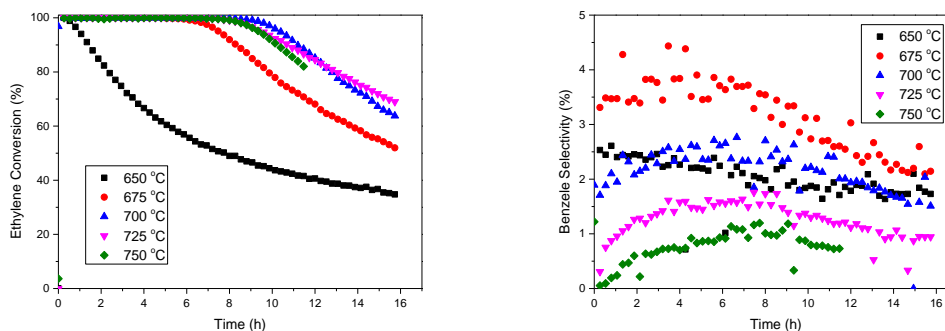 100
80
60
40
20
0
0 2 4 6 8 10 12 14 16
Ethylene Conversion (%)
Time (h)
650 °C
675 °C
700 °C
725 °C
750 °C
5
4
3
2
1
0
0 2 4 6 8 10 12 14 16
Benzele Selectivity (%)
Time (h)
650 °C
675 °C
700 °C
725 °C
750 °C